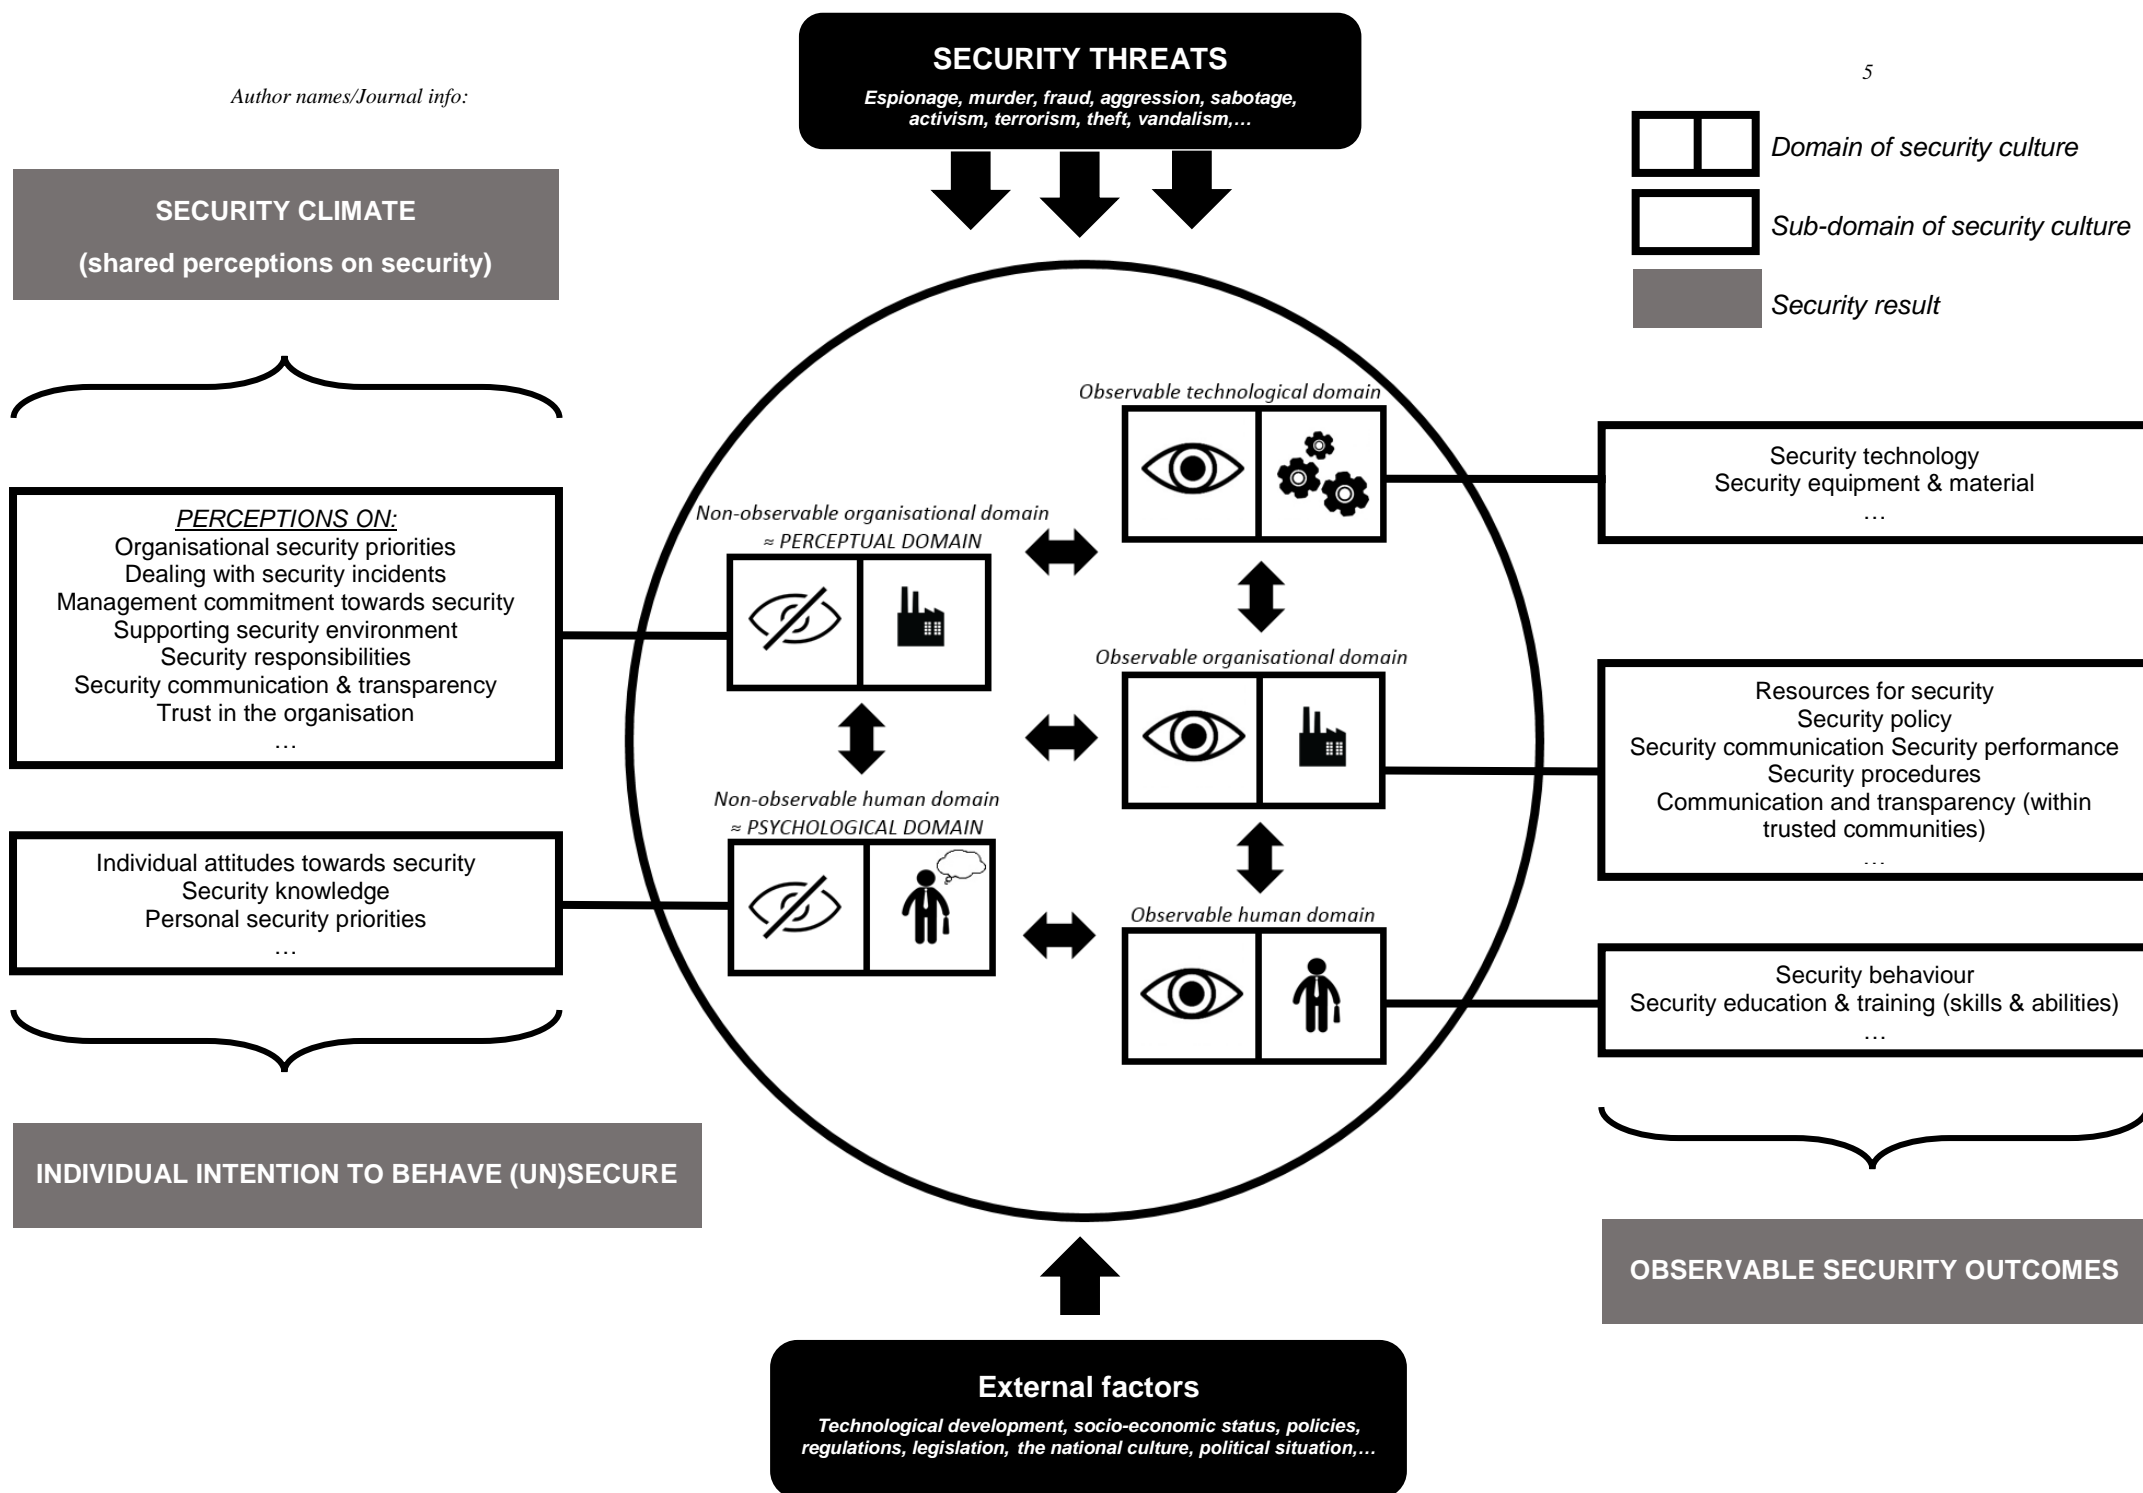 SECURITY THREATS
Espionage, murder, fraud, aggression, sabotage,
activism, terrorism, theft, vandalism,…
Author names/Journal info:
5
Domain of security culture
Sub-domain of security culture
Security result
SECURITY CLIMATE
(shared perceptions on security)
PERCEPTIONS ON:
Organisational security priorities
Dealing with security incidents
Management commitment towards security
Supporting security environment
Security responsibilities
Security communication & transparency
Trust in the organisation
…
Individual attitudes towards security
Security knowledge
Personal security priorities
…
INDIVIDUAL INTENTION TO BEHAVE (UN)SECURE
Non-observable organisational domain
≈ PERCEPTUAL DOMAIN
Non-observable human domain
≈ PSYCHOLOGICAL DOMAIN
Observable technological domain
Observable organisational domain
Observable human domain
Security technology
Security equipment & material
…
Resources for security
Security policy
Security communication Security performance
Security procedures
Communication and transparency (within
trusted communities)
…
Security behaviour
Security education & training (skills & abilities)
…
OBSERVABLE SECURITY OUTCOMES
External factors
Technological development, socio-economic status, policies,
regulations, legislation, the national culture, political situation,…